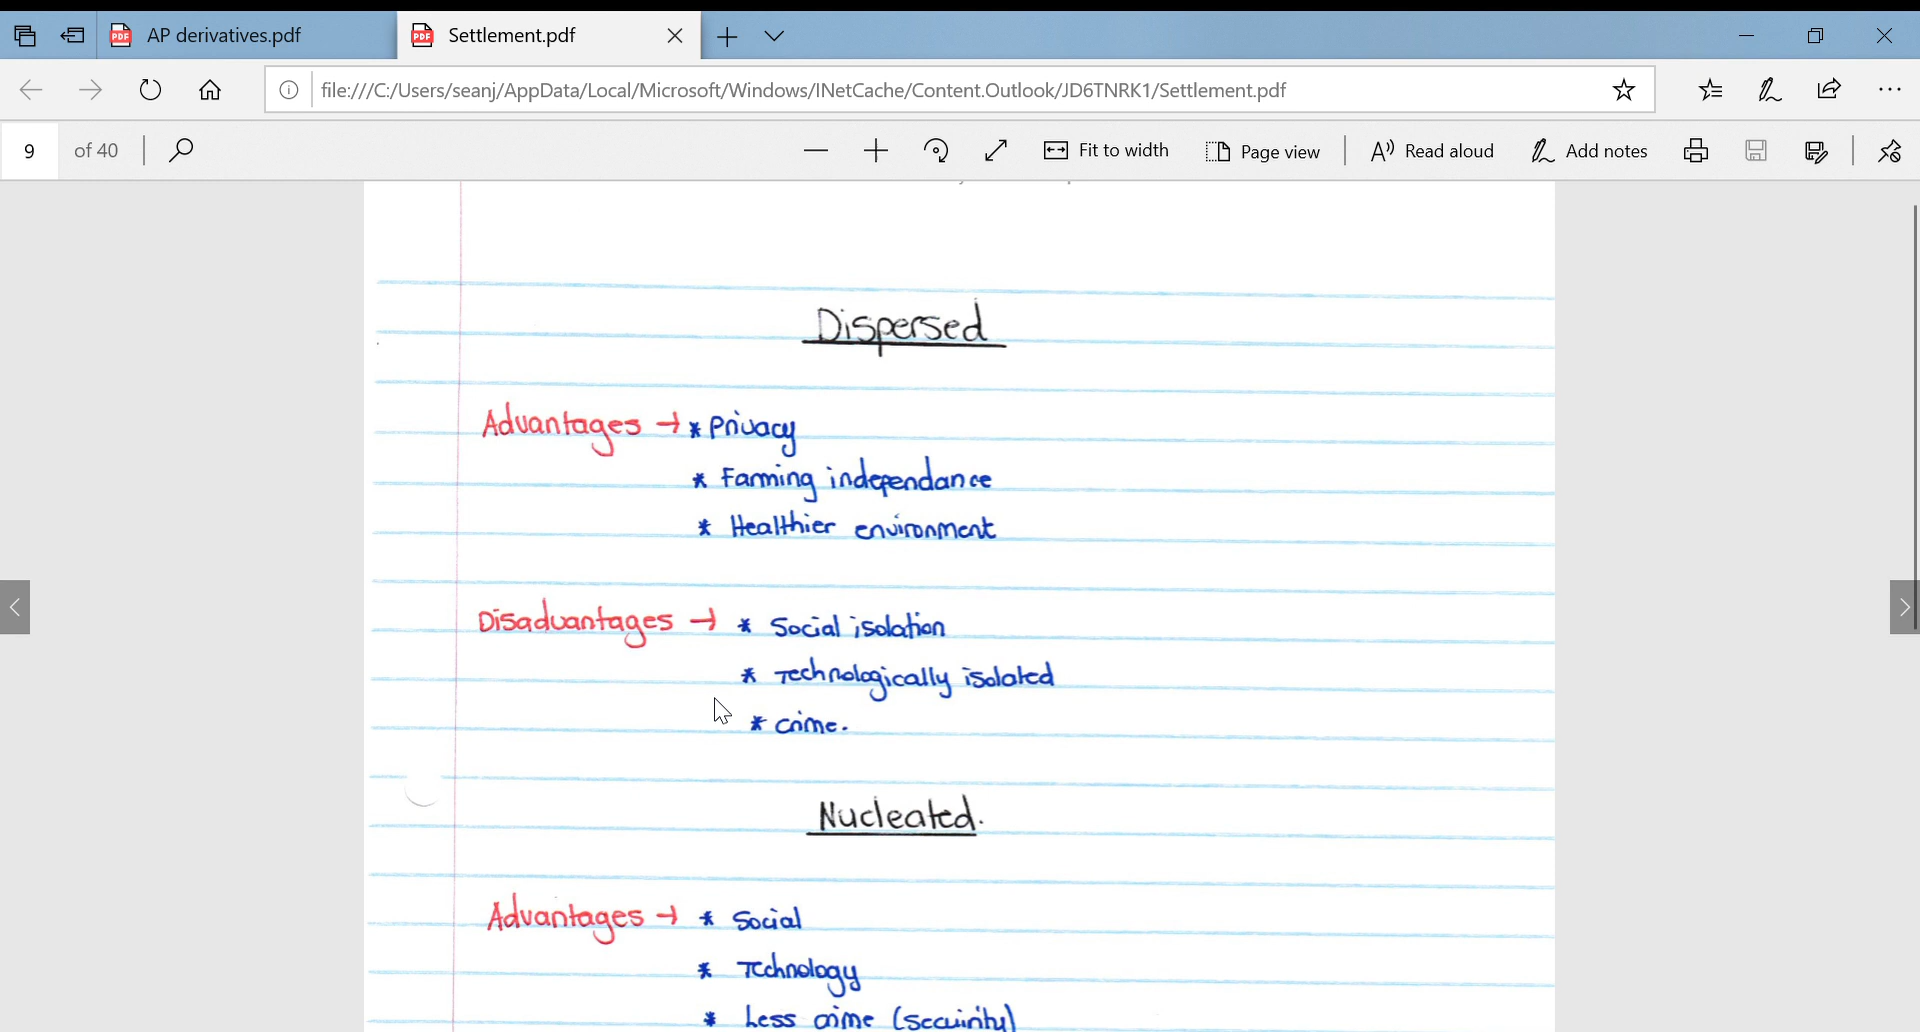 AP derivatives.pdf
Settlement.pdf
file:///C:/Users/seanj/AppData/Local/Microsoft/Windows/INetCache/Content.Outlook/JD6TNRK1/Settlement.pdf
9 of 40
Fit to width
Page view
Read aloud
Add notes
Dispersed
Advantages → * Privacy
* Farming independance
* Healthier environment
Disadvantages → * Social isolation
* Technologically isolated
* crime.
Nucleated.
Advantages → * Social
* Technology
* Less crime (secuirity)